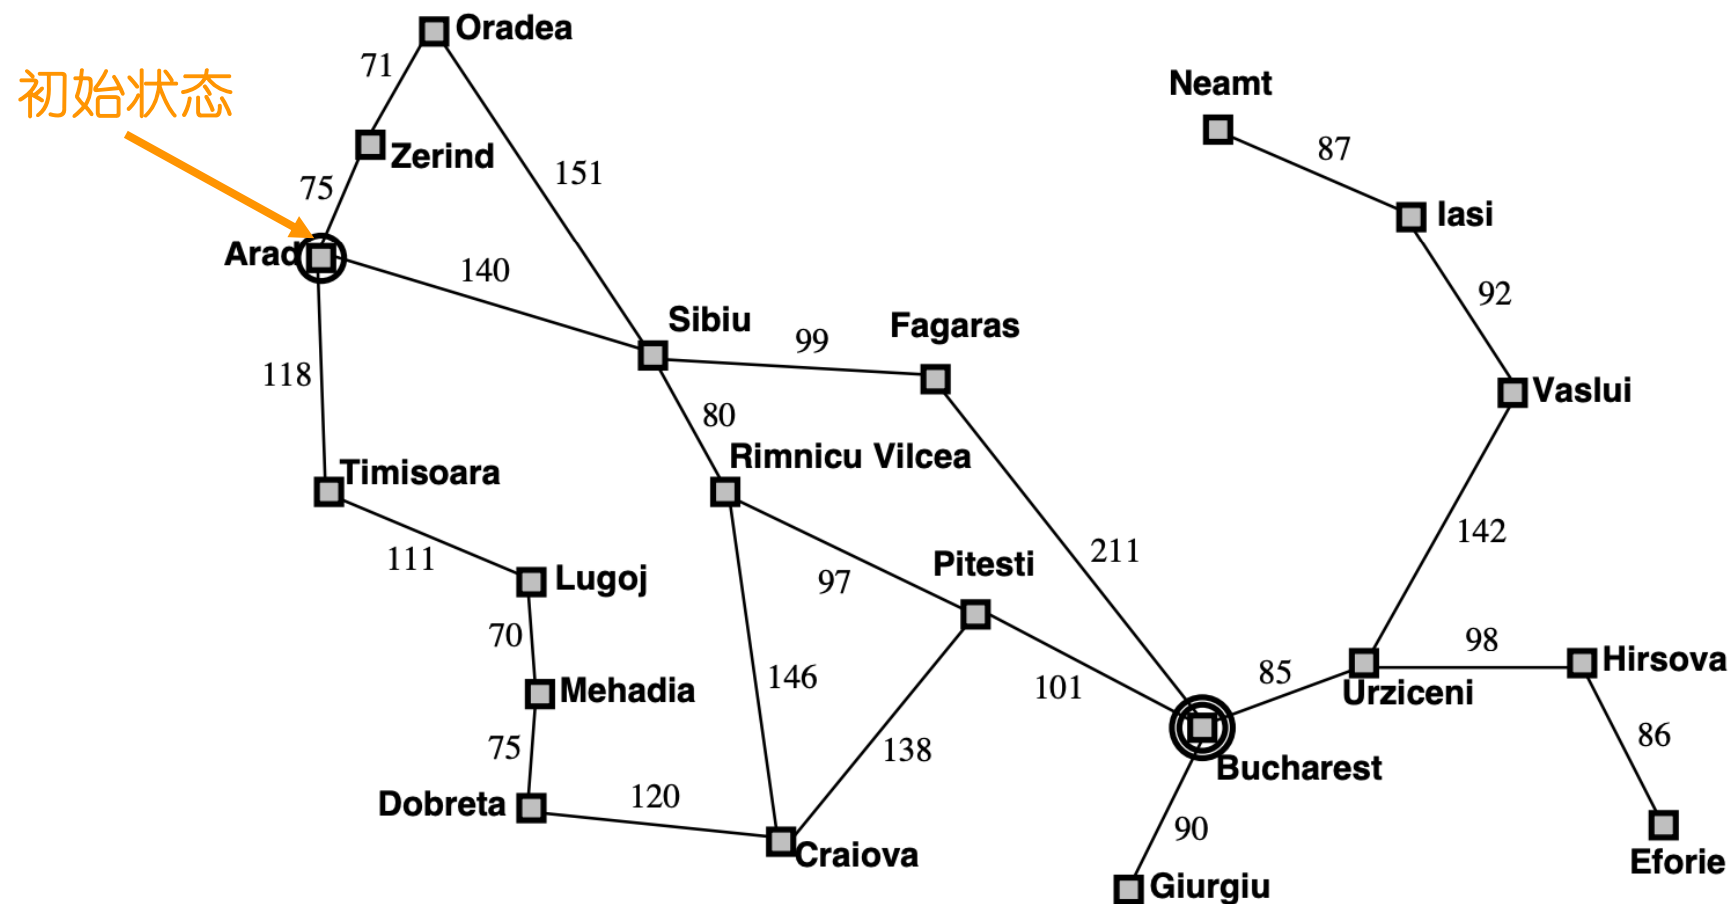 Oradea
71
初始状态
Neamt
87
Zerind
151
75
Iasi
Arad
140
92
Sibiu
Fagaras
99
118
Vaslui
80
Rimnicu Vilcea
Timisoara
142
111
211
Pitesti
97
Lugoj
70
98
Hirsova
146
85
101
Urziceni
Mehadia
86
75
138
Bucharest
120
Dobreta
90
Craiova
Eforie
Giurgiu